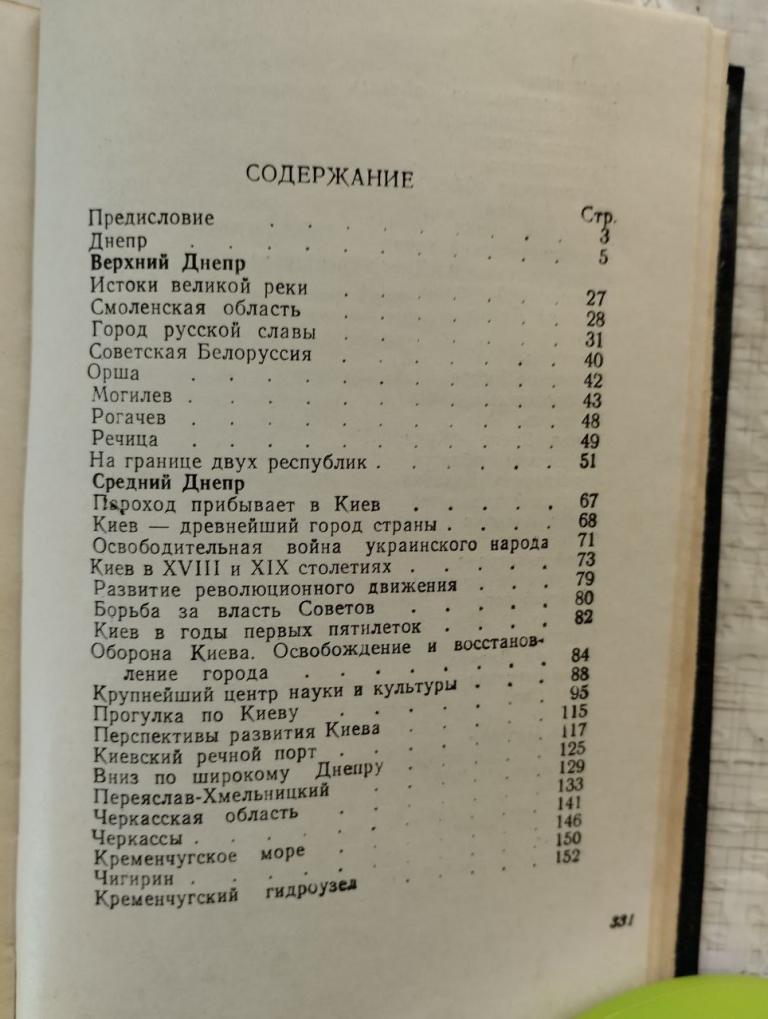 СОДЕРЖАНИЕ
Стр.
Предисловие . . . . . . . . 3
Днепр . . . . . . . . . . 5
Верхний Днепр
Истоки великой реки . . . . . . 27
Смоленская область . . . . . . 28
Город русской славы . . . . . . 31
Советская Белоруссия . . . . . . 40
Орша . . . . . . . . . . 42
Могилев . . . . . . . . . . 43
Рогачев . . . . . . . . . . 48
Речица . . . . . . . . . . 49
На границе двух республик . . . . . 51
Средний Днепр
Пароход прибывает в Киев . . . . . 67
Киев — древнейший город страны . . . . 68
Освободительная война украинского народа 71
Киев в XVIII и XIX столетиях . . . . . 73
Развитие революционного движения . . . 79
Борьба за власть Советов . . . . . 80
Киев в годы первых пятилеток . . . . 82
Оборона Киева. Освобождение и восстанов-
ление города . . . . . . . 84
Крупнейший центр науки и культуры . . . 88
Прогулка по Киеву . . . . . . 95
Перспективы развития Киева . . . . 115
Киевский речной порт . . . . . . 117
Вниз по широкому Днепру . . . . 125
Переяслав-Хмельницкий . . . . . 129
Черкасская область . . . . . . 133
Черкассы . . . . . . . . . 141
Кременчугское море . . . . . . 146
Чигирин . . . . . . . . . 150
Кременчугский гидроузел . . . . 152
331